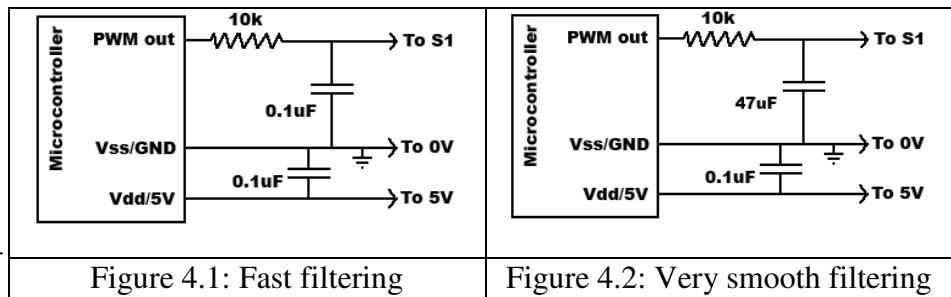 10k
PWM out
To S1
0.1uF
Microcontroller
Vss/GND
To 0V
0.1uF
Vdd/5V
To 5V
Figure 4.1: Fast filtering
10k
PWM out
To S1
47uF
Microcontroller
Vss/GND
To 0V
0.1uF
Vdd/5V
To 5V
Figure 4.2: Very smooth filtering